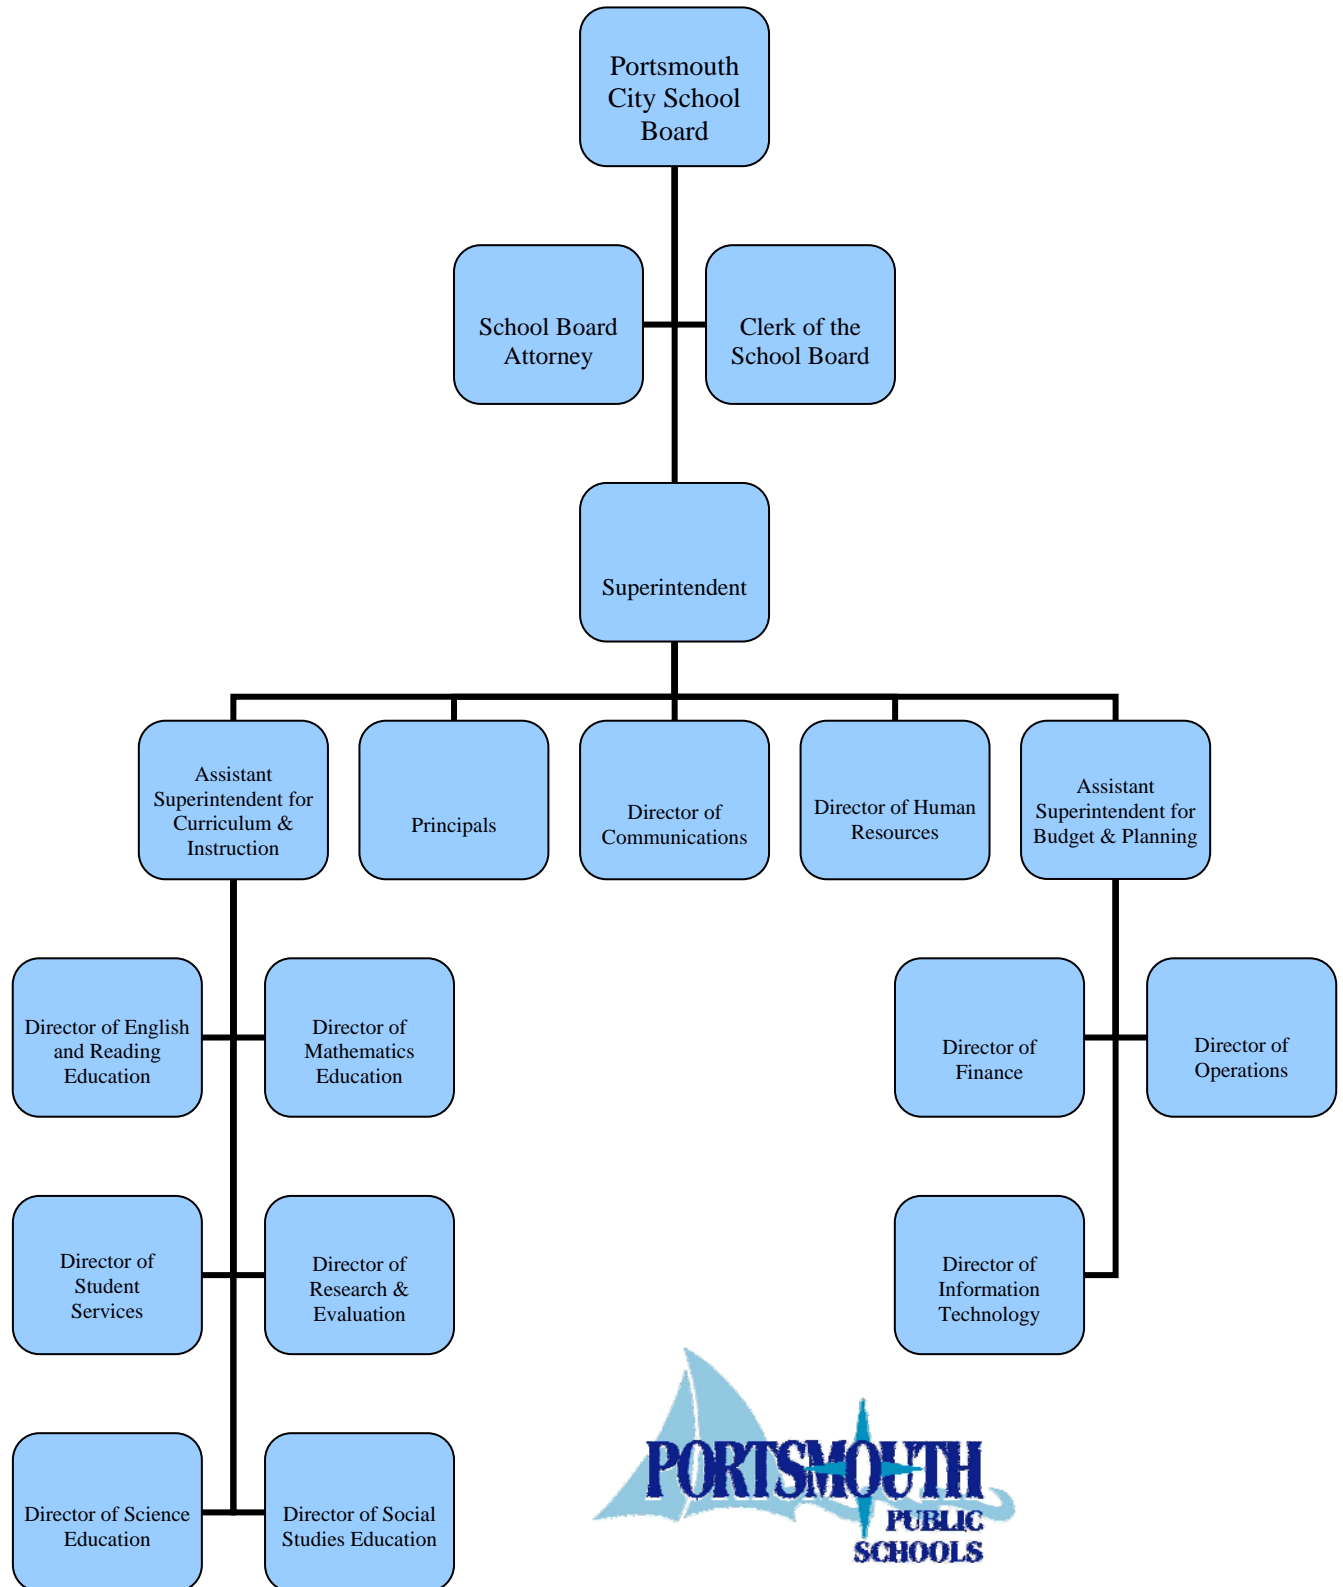 Portsmouth
City School
Board
School Board
Attorney
Clerk of the
School Board
Superintendent
Assistant
Superintendent for
Curriculum &
Instruction
Principals
Director of
Communications
Director of Human
Resources
Assistant
Superintendent for
Budget & Planning
Director of English
and Reading
Education
Director of
Mathematics
Education
Director of
Finance
Director of
Operations
Director of
Student
Services
Director of
Research &
Evaluation
Director of
Information
Technology
Director of Science
Education
Director of Social
Studies Education
PORTSMOUTH
PUBLIC
SCHOOLS